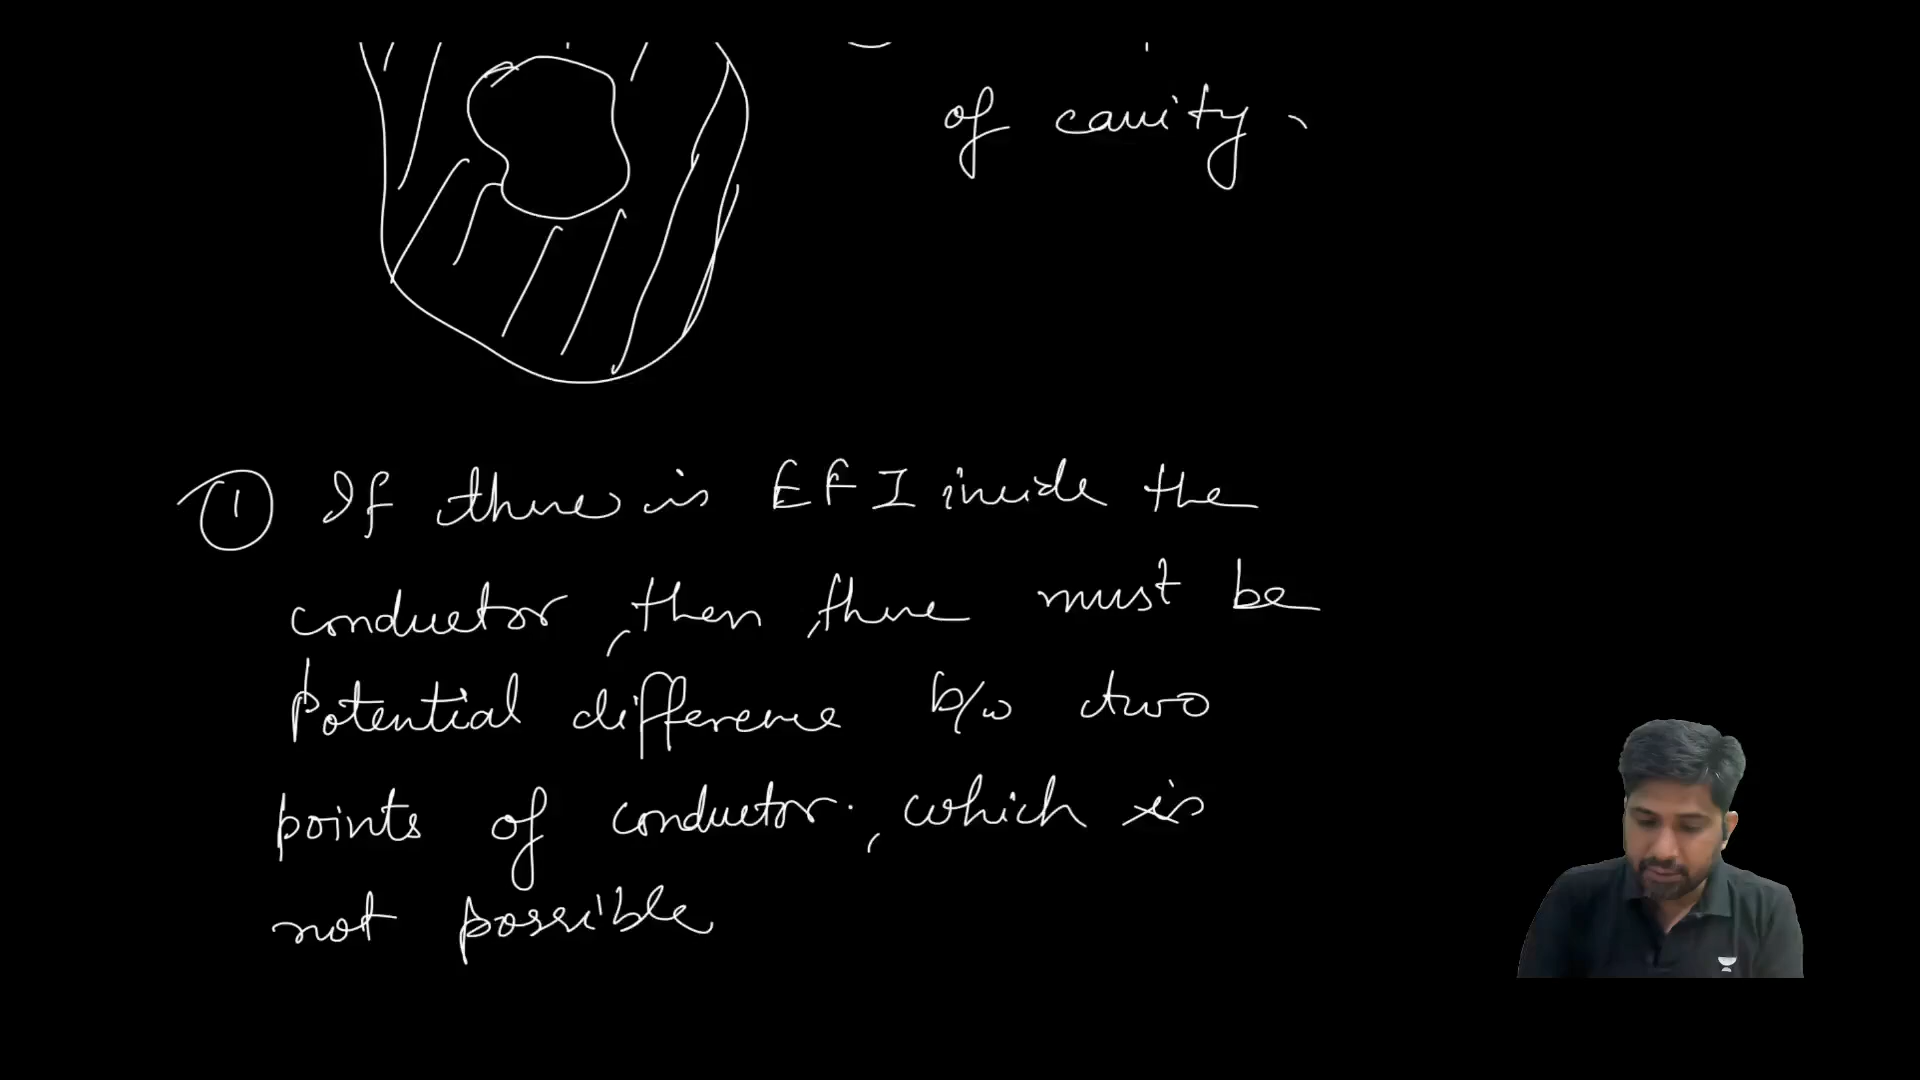 of cavity.
① If there is EFI inside the
conductor, then there must be
Potential difference b/w two
points of conductor., which is
not possible